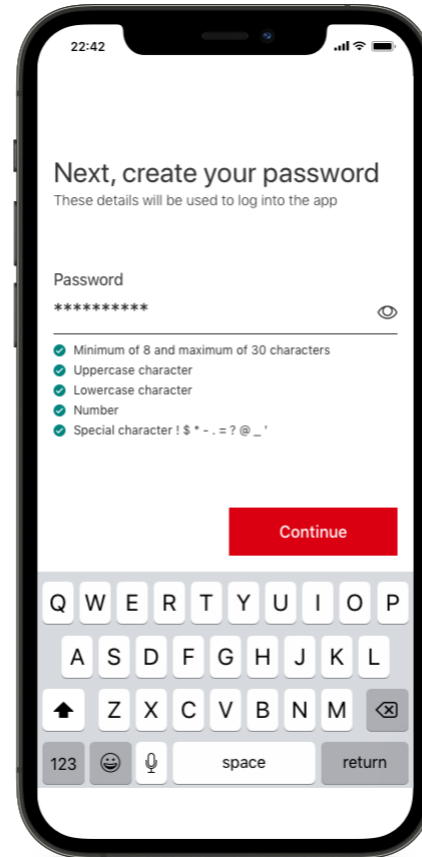 22:42
Next, create your password
These details will be used to log into the app
Password
**********
Minimum of 8 and maximum of 30 characters
Uppercase character
Lowercase character
Number
Special character ! $ * - . = ? @ _ '
Continue
Q W E R T Y U I O P
A S D F G H J K L
Z X C V B N M
123 space return